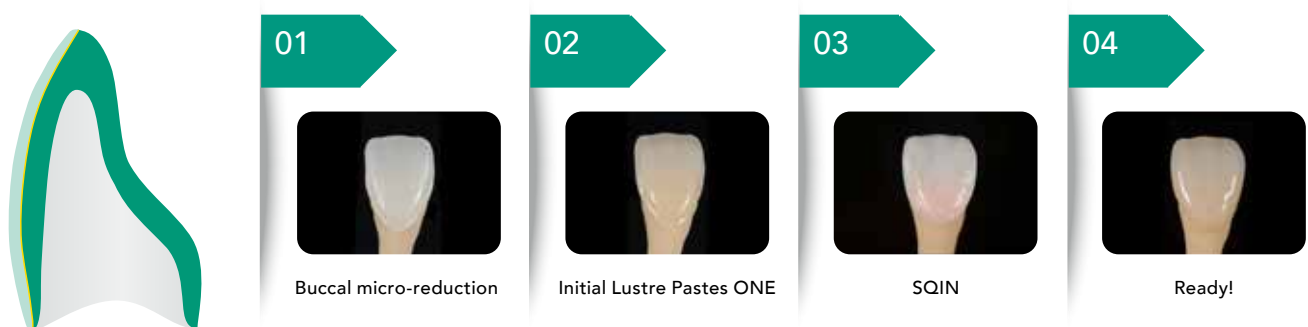 01
02
03
04
Buccal micro-reduction
Initial Lustre Pastes ONE
SQIN
Ready!